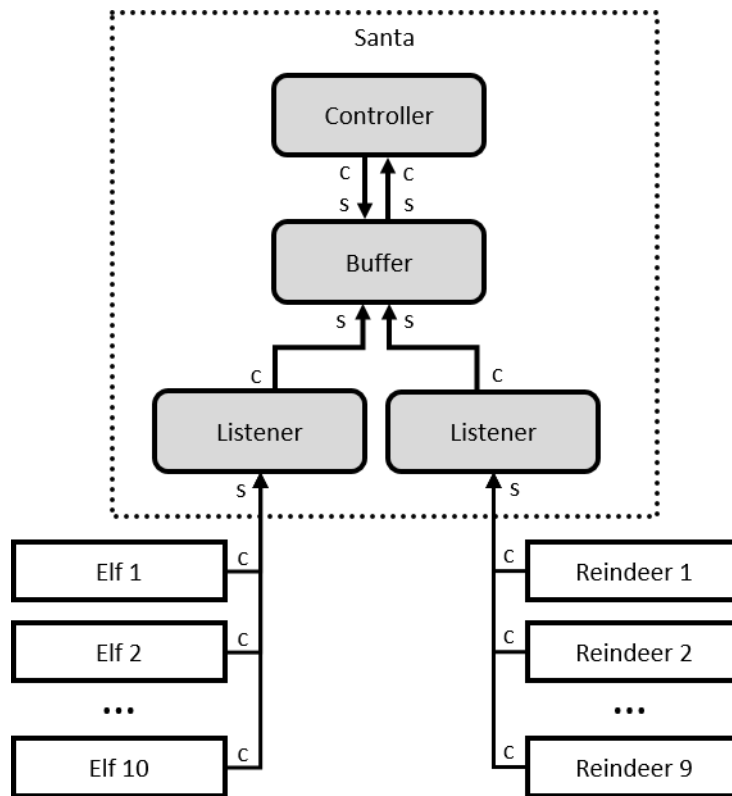 Santa
Controller
C C
S S
Buffer
S S
C C
Listener Listener
S S
Elf 1 C C Reindeer 1
Elf 2 C C Reindeer 2
... ...
Elf 10 C C Reindeer 9